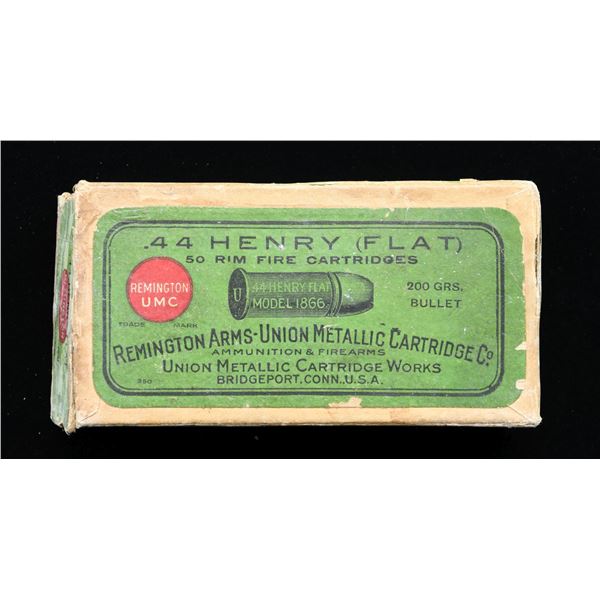 .44 HENRY (FLAT)
50 RIM FIRE CARTRIDGES
REMINGTON
UMC
TRADE MARK
U
.44 HENRY FLAT
MODEL 1866
200 GRS.
BULLET
REMINGTON ARMS-UNION METALLIC CARTRIDGE Co.
AMMUNITION & FIREARMS
UNION METALLIC CARTRIDGE WORKS
250
BRIDGEPORT, CONN., U.S.A.